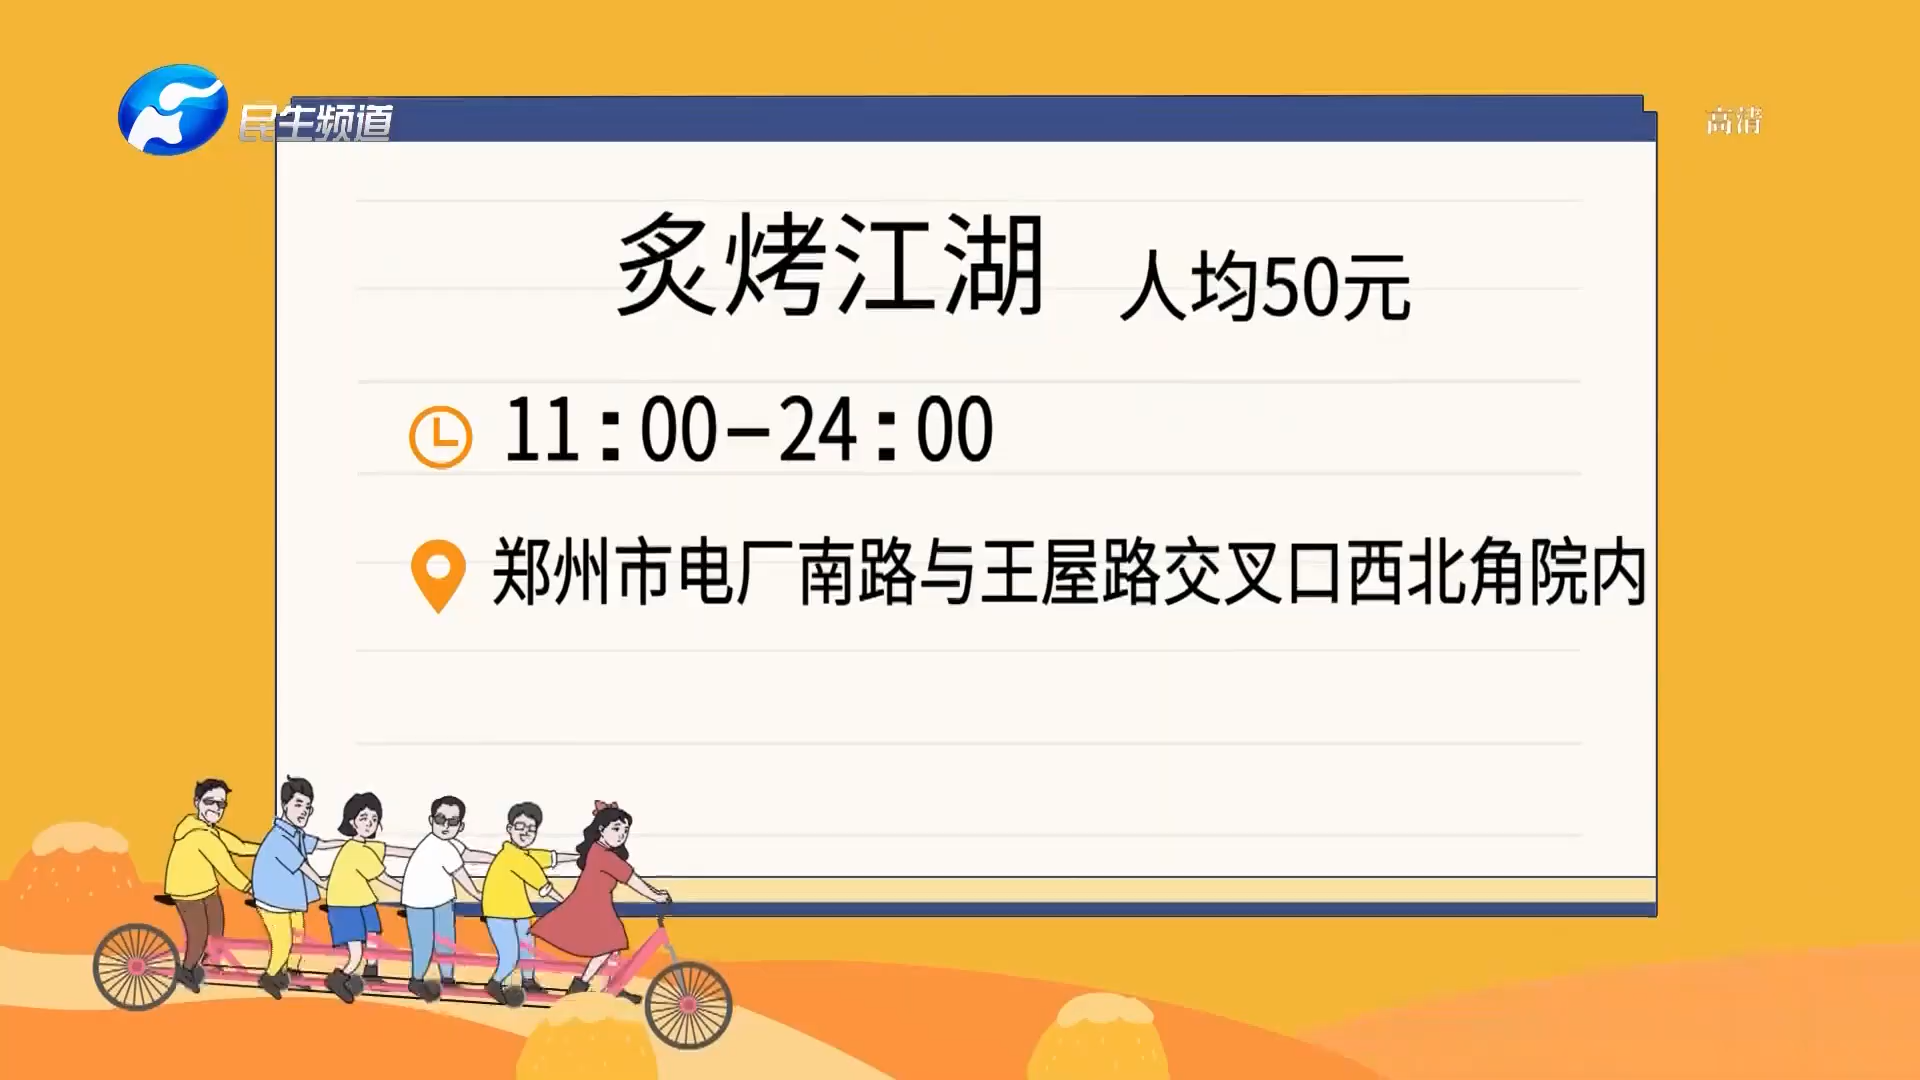 民生频道
高清
炙烤江湖 人均50元
11:00-24:00
郑州市电厂南路与王屋路交叉口西北角院内